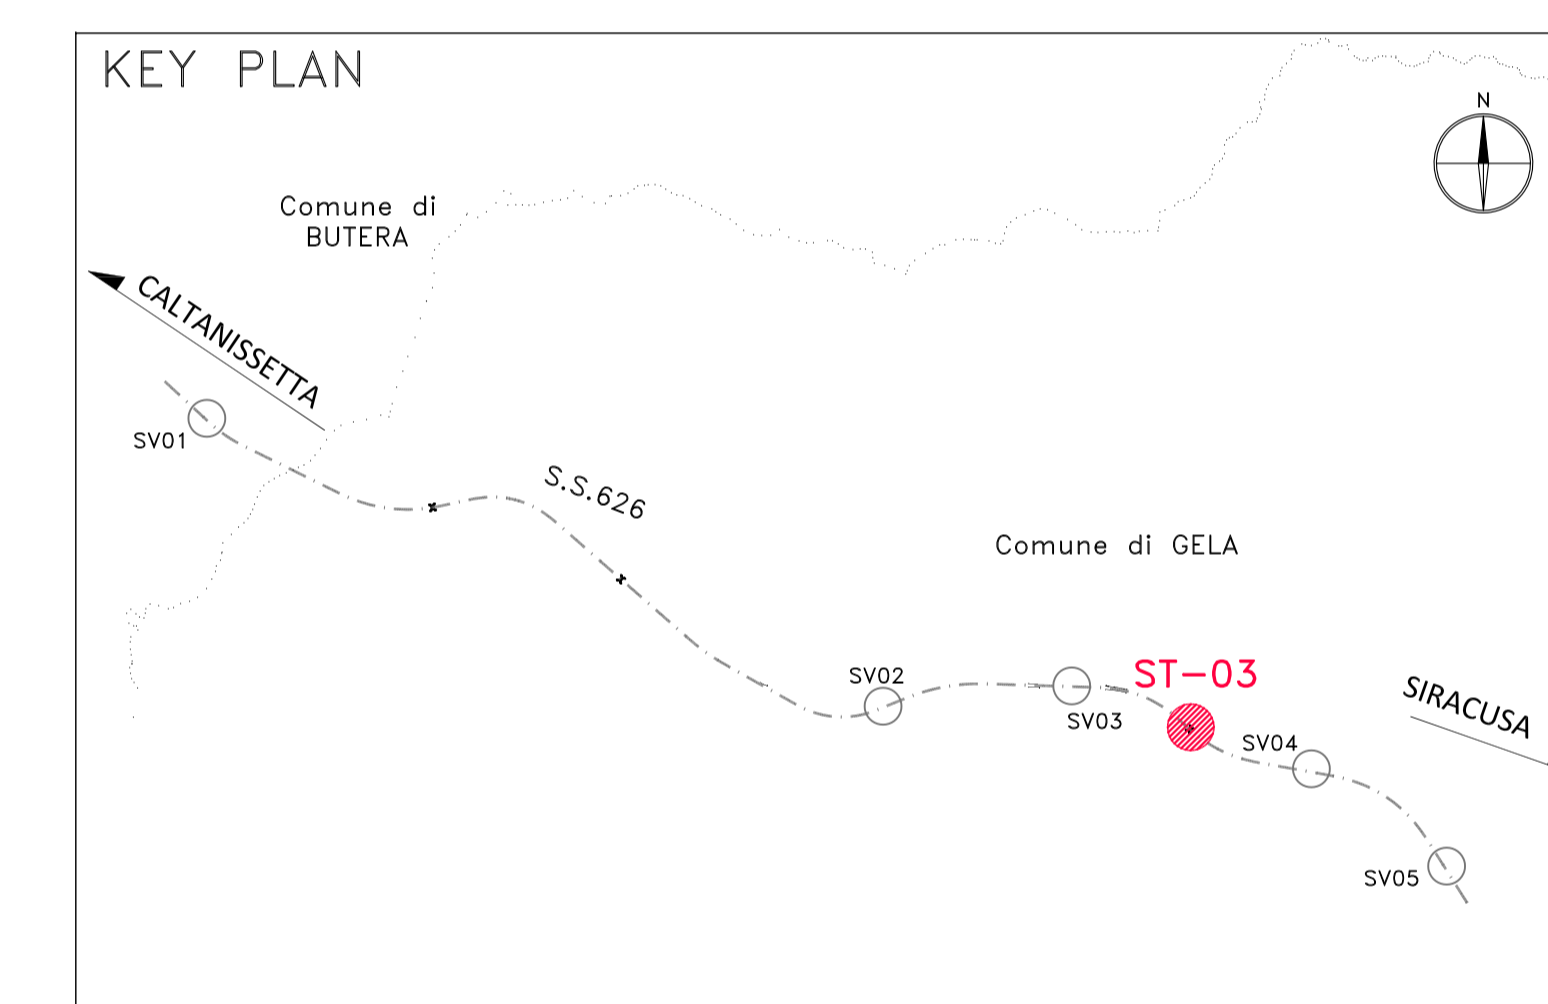 KEY PLAN
N
Comune di
BUTERA
CALTANISSETTA
SV01
S.S.626
Comune di GELA
SV02
ST-03
SIRACUSA
SV03
SV04
SV05